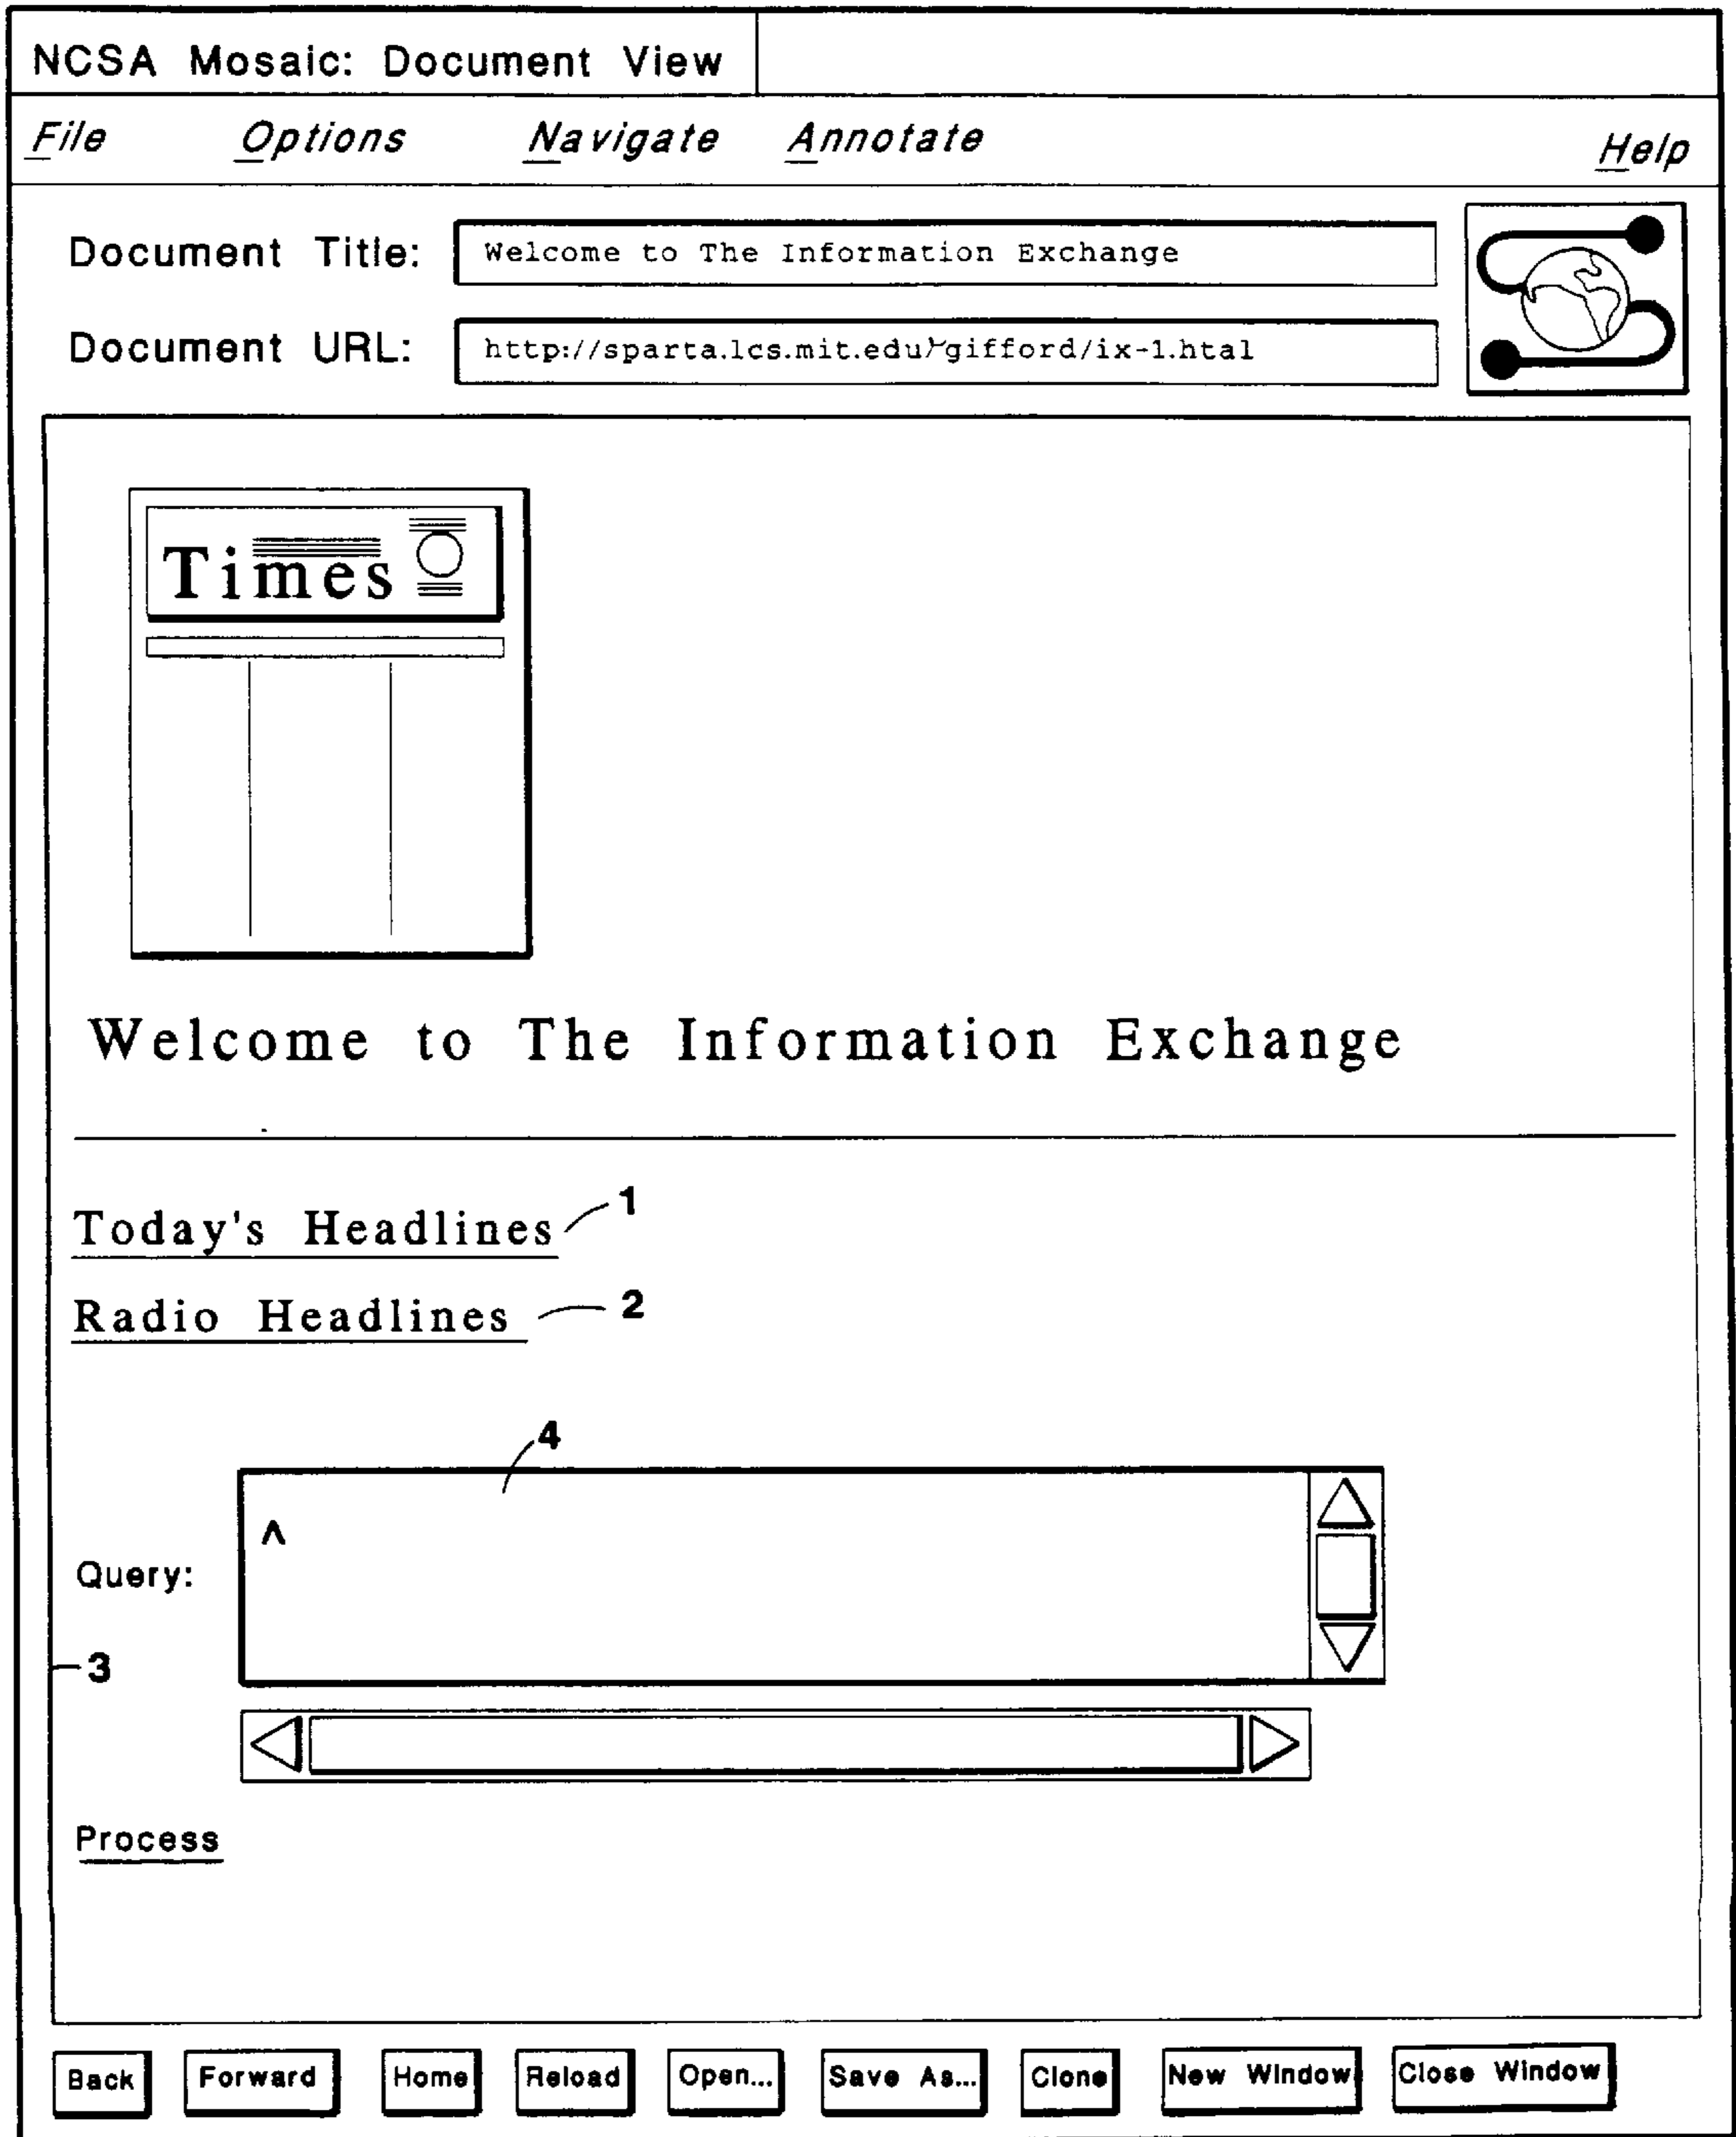 NCSA Mosaic: Document View
File Options Navigate Annotate Help
Document Title: Welcome to The Information Exchange
Document URL: http://sparta.lcs.mit.edu/~gifford/ix-1.htal
Times
Welcome to The Information Exchange
Today's Headlines 1
Radio Headlines 2
4
^
Query:
3
Process
Back Forward Home Reload Open... Save As... Clone New Window Close Window